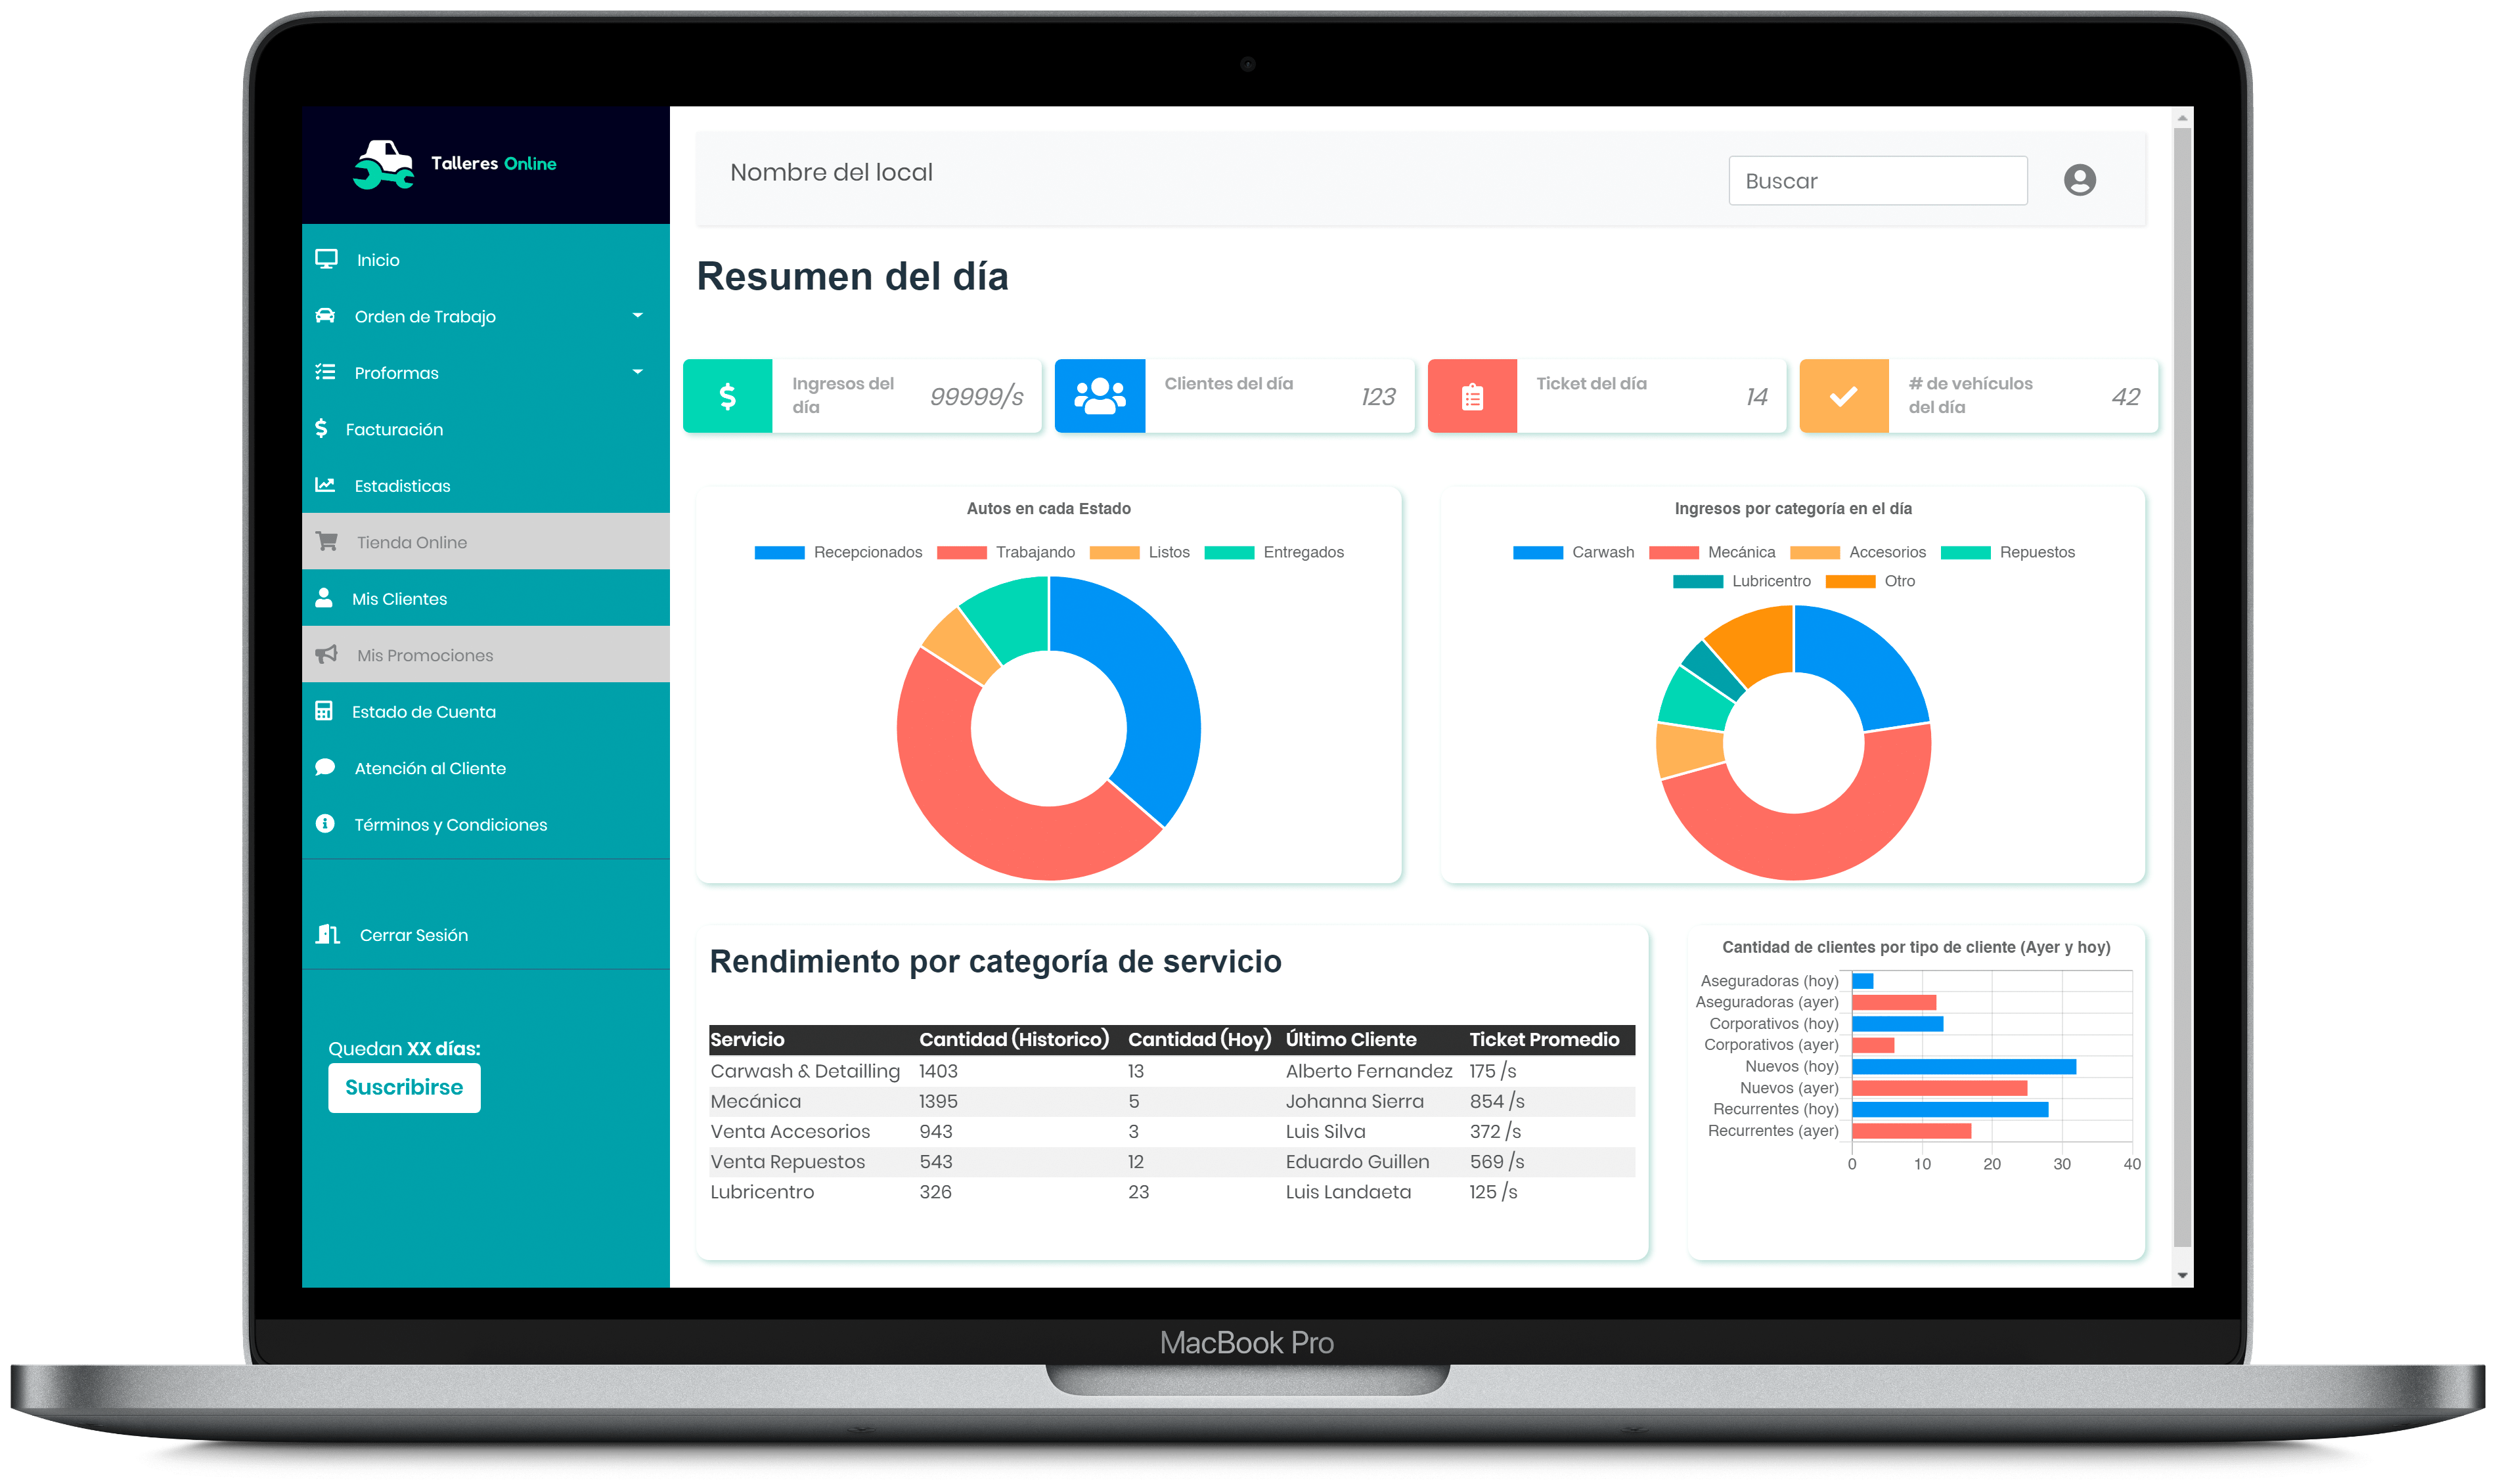 Talleres Online
Inicio
Orden de Trabajo
Proformas
Facturación
Estadisticas
Tienda Online
Mis Clientes
Mis Promociones
Estado de Cuenta
Atención al Cliente
Términos y Condiciones
Cerrar Sesión
Quedan XX días:
Suscribirse
Nombre del local
Buscar
Resumen del día
Ingresos del
día
99999/s
Clientes del día
123
Ticket del día
14
# de vehículos
del día
42
Autos en cada Estado
Recepcionados Trabajando Listos Entregados
Ingresos por categoría en el día
Carwash Mecánica Accesorios Repuestos
Lubricentro Otro
Rendimiento por categoría de servicio
Servicio Cantidad (Historico) Cantidad (Hoy) Último Cliente Ticket Promedio
Carwash & Detailling 1403 13 Alberto Fernandez 175 /s
Mecánica 1395 5 Johanna Sierra 854 /s
Venta Accesorios 943 3 Luis Silva 372 /s
Venta Repuestos 543 12 Eduardo Guillen 569 /s
Lubricentro 326 23 Luis Landaeta 125 /s
Cantidad de clientes por tipo de cliente (Ayer y hoy)
Aseguradoras (hoy)
Aseguradoras (ayer)
Corporativos (hoy)
Corporativos (ayer)
Nuevos (hoy)
Nuevos (ayer)
Recurrentes (hoy)
Recurrentes (ayer)
0 10 20 30 40
MacBook Pro